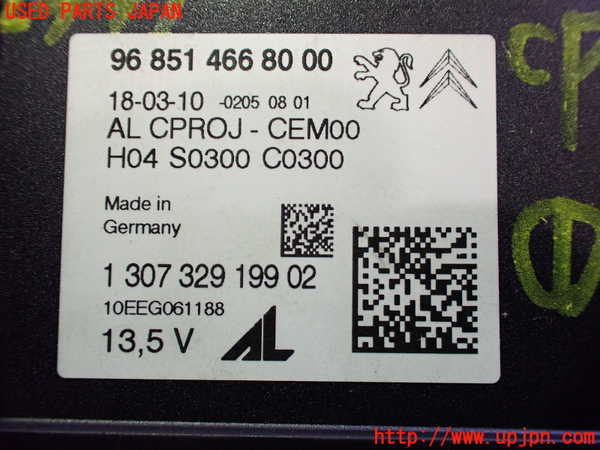 USED PARTS JAPAN
96 851 466 80 00
18-03-10 -0205 08 01
AL CPROJ - CEM00
H04 S0300 C0300
Made in
Germany
1 307 329 199 02
10EEG061188
13,5 V
AL
http://www.upjpn.com